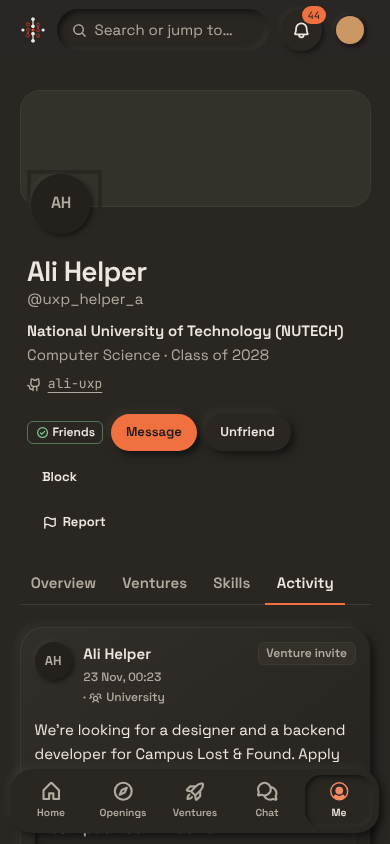 Search or jump to...
44
AH
Ali Helper
@uxp_helper_a
National University of Technology (NUTECH)
Computer Science · Class of 2028
ali-uxp
Friends
Message
Unfriend
Block
Report
Overview
Ventures
Skills
Activity
AH
Ali Helper
Venture invite
23 Nov, 00:23
· University
We're looking for a designer and a backend
developer for Campus Lost & Found. Apply
Home
Openings
Ventures
Chat
Me